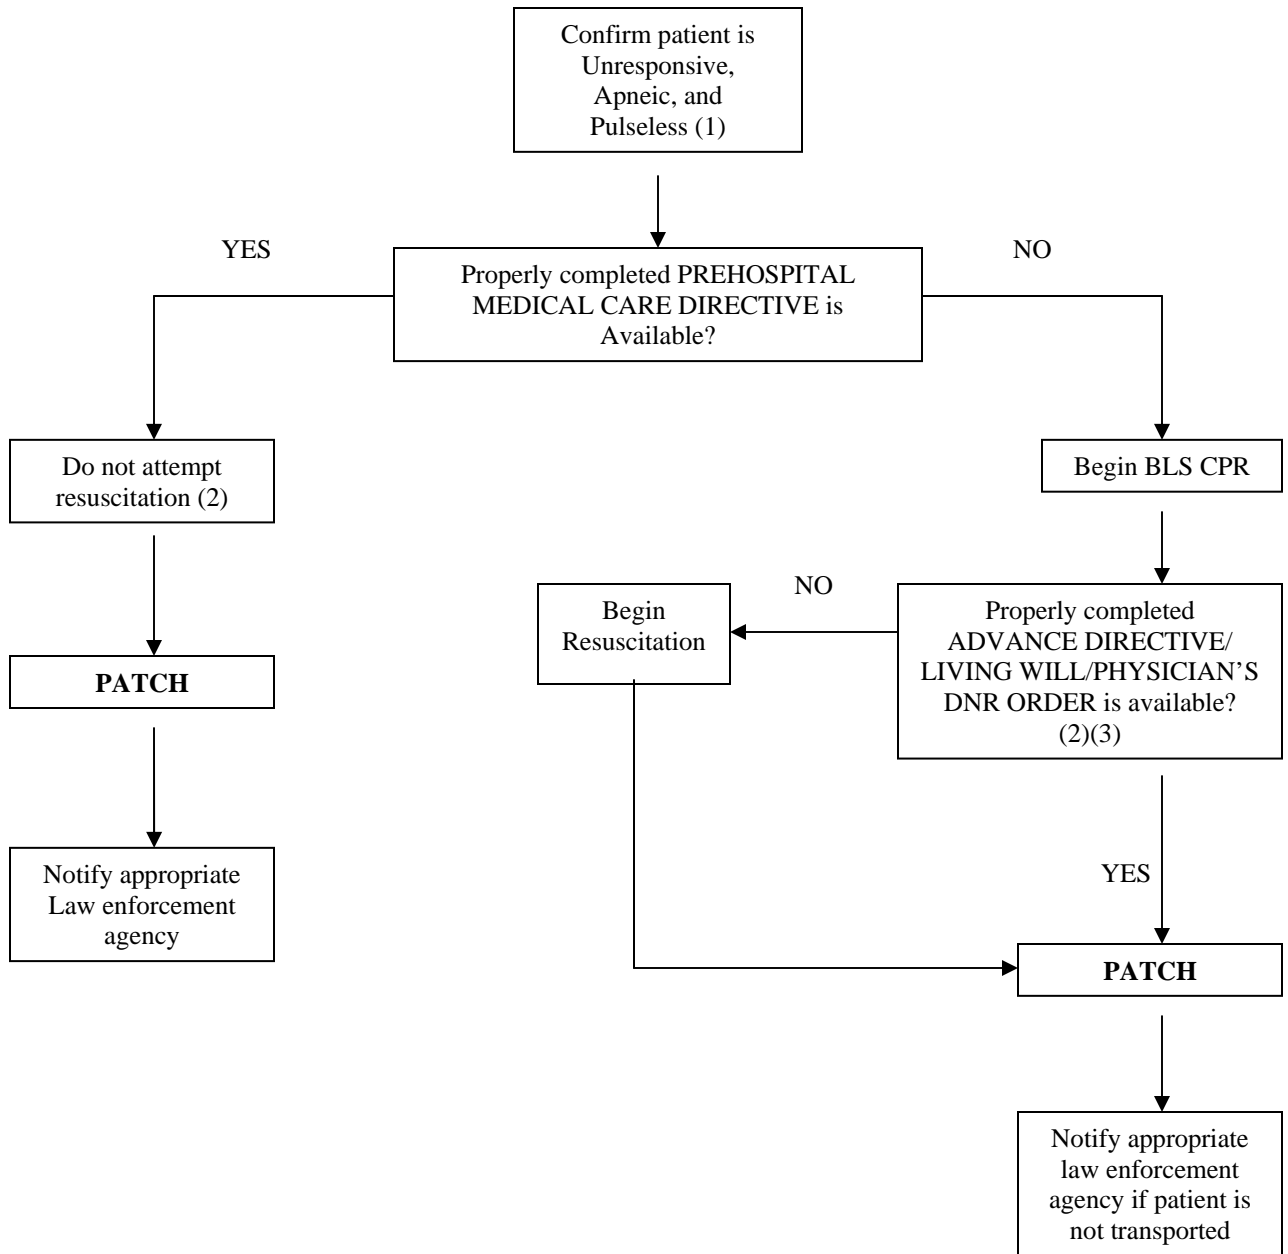 Confirm patient is
Unresponsive,
Apneic, and
Pulseless (1)
YES
NO
Properly completed PREHOSPITAL
MEDICAL CARE DIRECTIVE is
Available?
Do not attempt
resuscitation (2)
Begin BLS CPR
NO
Begin
Resuscitation
Properly completed
ADVANCE DIRECTIVE/
LIVING WILL/PHYSICIAN’S
DNR ORDER is available?
(2)(3)
PATCH
Notify appropriate
Law enforcement
agency
YES
PATCH
Notify appropriate
law enforcement
agency if patient is
not transported